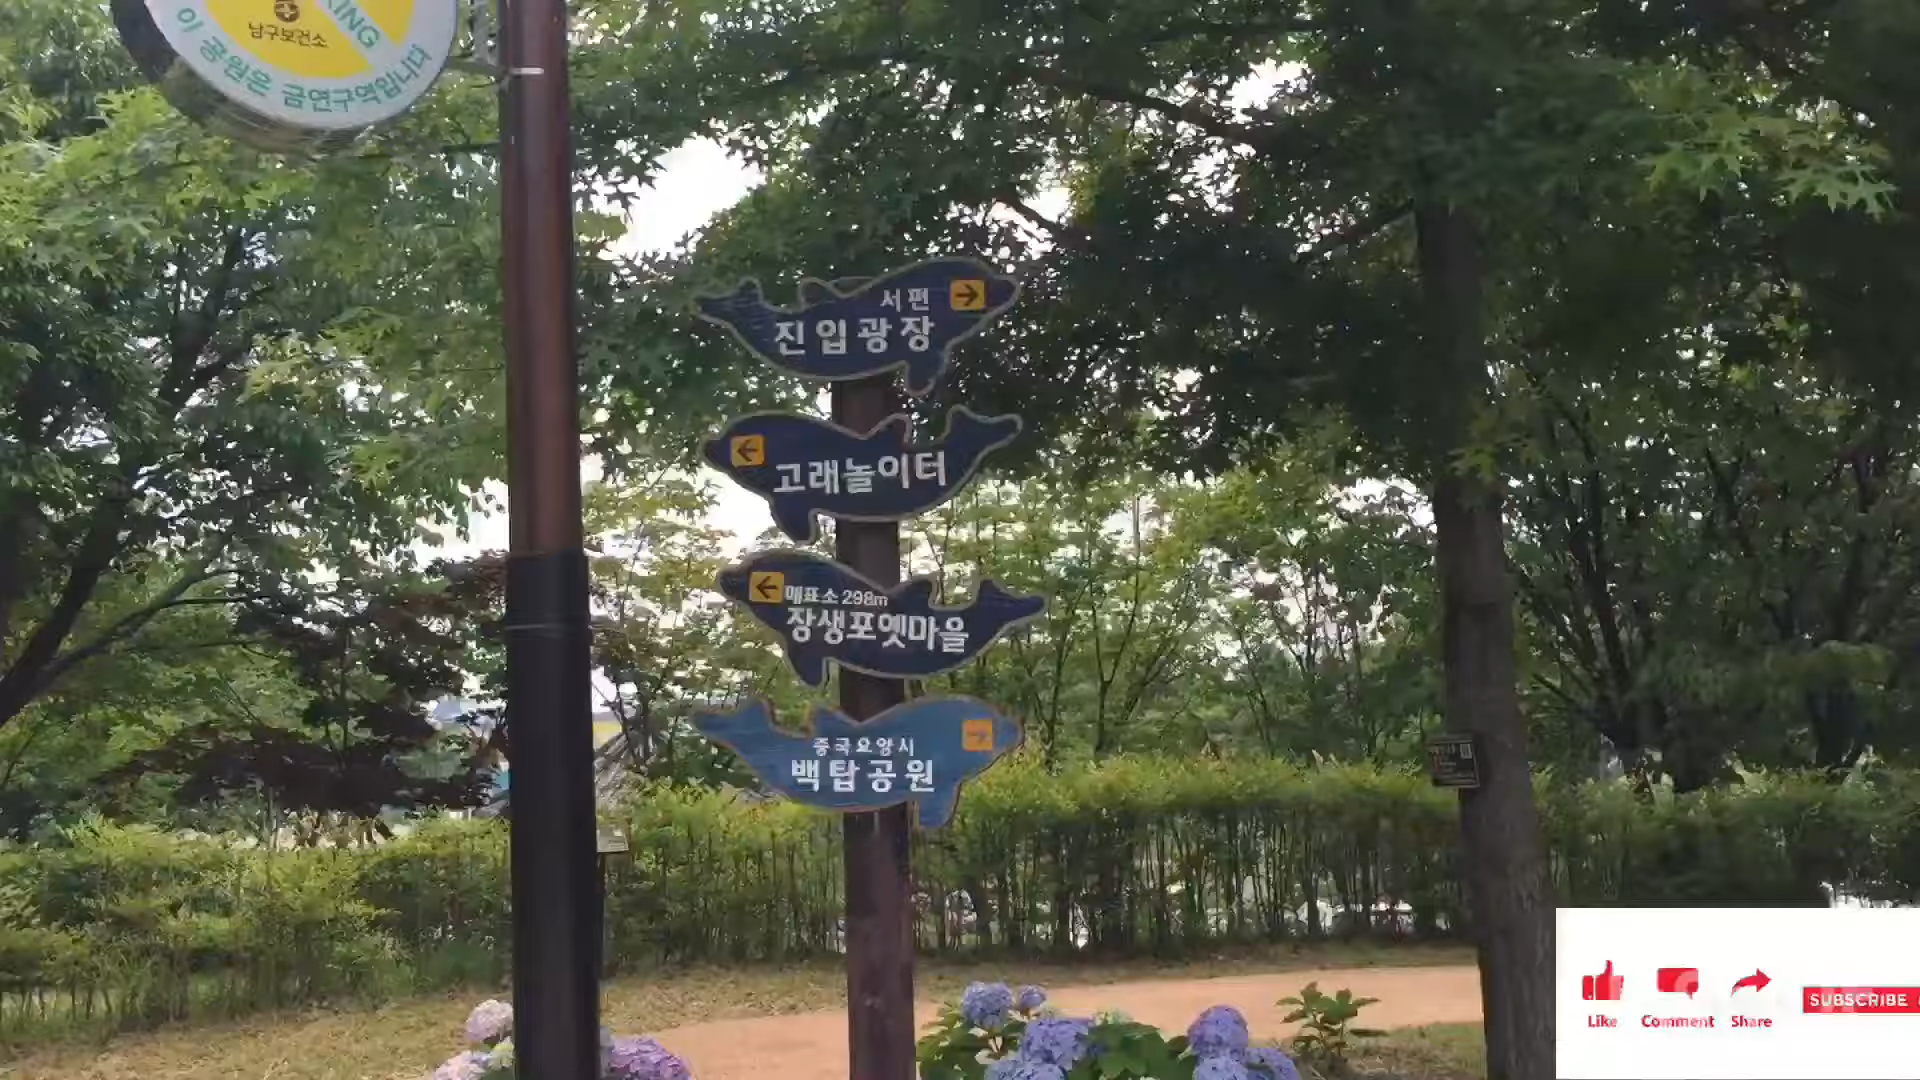 KING
남구보건소
이 공원은 금연구역입니다
서편
진입광장
고래놀이터
매표소 298m
장생포옛마을
중국요양시
백탑공원
Like
Comment
Share
SUBSCRIBE